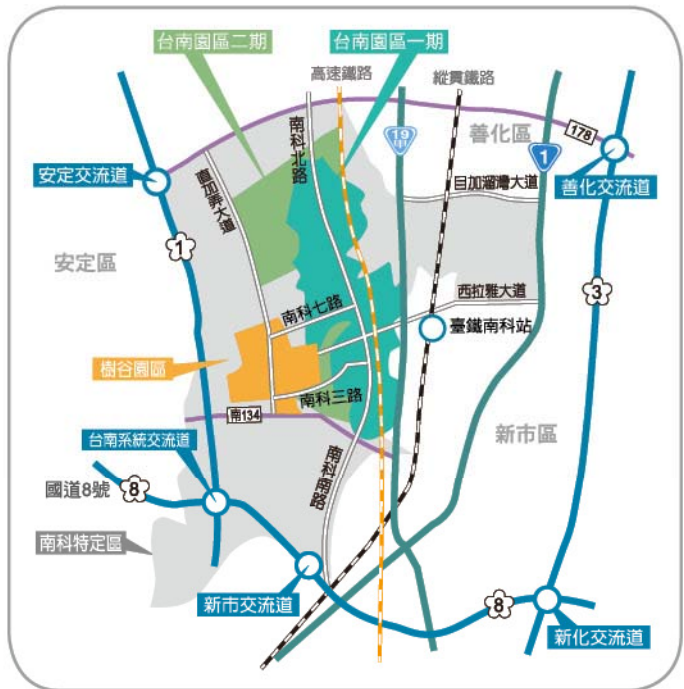 台南園區二期
台南園區一期
高速鐵路
縱貫鐵路
19甲
善化區
178
1
安定交流道
南科北路
直加弄大道
目加溜灣大道
善化交流道
1
安定區
3
南科七路
西拉雅大道
臺鐵南科站
樹谷園區
南科三路
南134
新市區
台南系統交流道
南科南路
國道8號
8
南科特定區
新市交流道
8
新化交流道